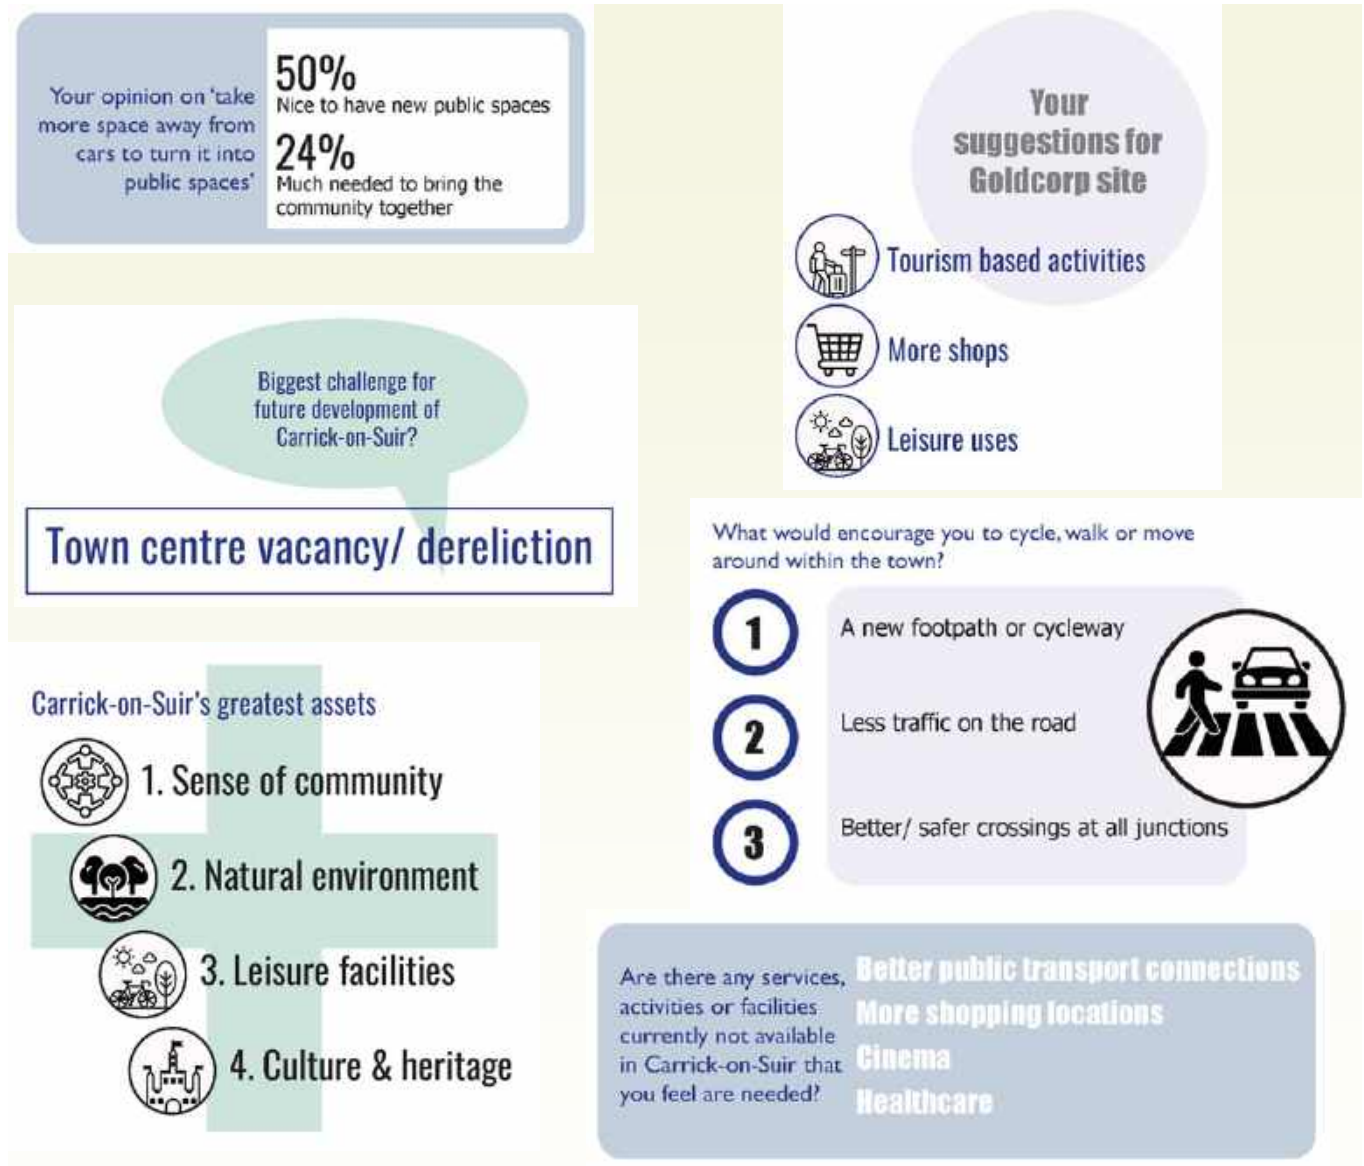 Your opinion on 'take
more space away from
cars to turn it into
public spaces'
50%
Nice to have new public spaces
24%
Much needed to bring the
community together
Your
suggestions for
Goldcorp site
Tourism based activities
More shops
Leisure uses
Biggest challenge for
future development of
Carrick-on-Suir?
Town centre vacancy/ dereliction
What would encourage you to cycle, walk or move
around within the town?
1
A new footpath or cycleway
2
Less traffic on the road
3
Better/ safer crossings at all junctions
Carrick-on-Suir's greatest assets
1. Sense of community
2. Natural environment
3. Leisure facilities
4. Culture & heritage
Are there any services,
activities or facilities
currently not available
in Carrick-on-Suir that
you feel are needed?
Better public transport connections
More shopping locations
Cinema
Healthcare